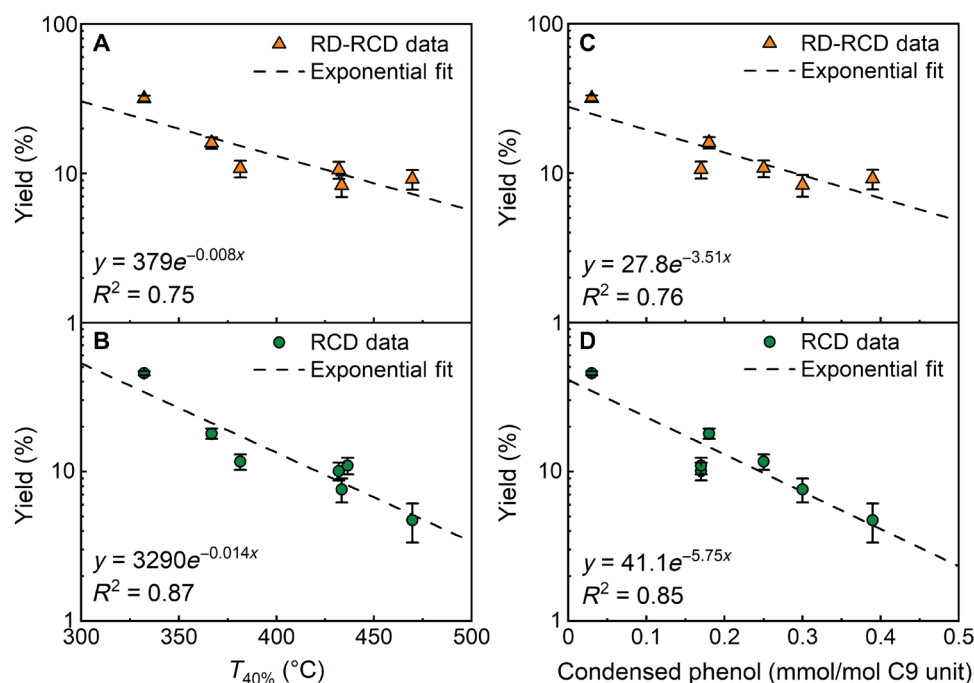 A
RD-RCD data
Exponential fit
100
10
1
Yield (%)
y = 379e^{–0.008x}
R² = 0.75
B
RCD data
Exponential fit
10
1
Yield (%)
y = 3290e^{–0.014x}
R² = 0.87
300 350 400 450 500
T₄₀% (°C)
C
RD-RCD data
Exponential fit
100
10
1
Yield (%)
y = 27.8e^{–3.51x}
R² = 0.76
D
RCD data
Exponential fit
10
1
Yield (%)
y = 41.1e^{–5.75x}
R² = 0.85
0 0.1 0.2 0.3 0.4 0.5
Condensed phenol (mmol/mol C9 unit)